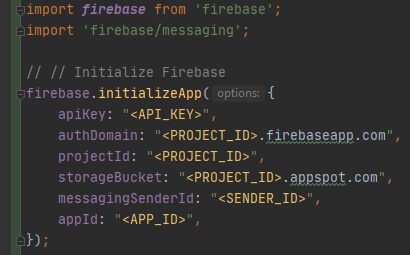 import firebase from 'firebase';
import 'firebase/messaging';

// // Initialize Firebase
firebase.initializeApp( options: {
    apiKey: "<API_KEY>",
    authDomain: "<PROJECT_ID>.firebaseapp.com",
    projectId: "<PROJECT_ID>",
    storageBucket: "<PROJECT_ID>.appspot.com",
    messagingSenderId: "<SENDER_ID>",
    appId: "<APP_ID>",
});